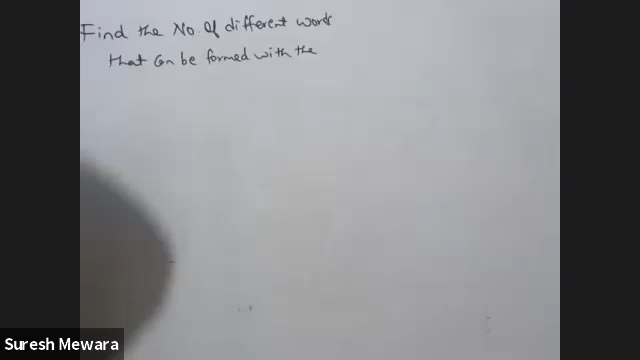 Find the No. of different words
that can be formed with the
Suresh Mewara